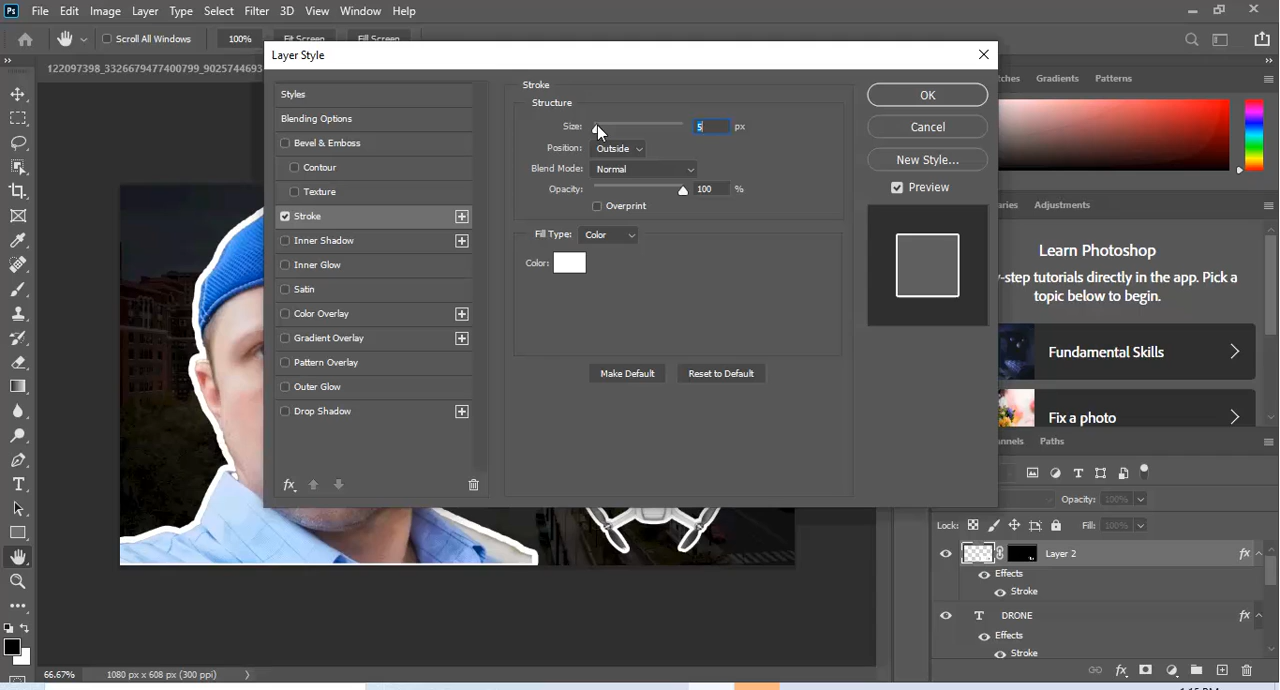 Ps File Edit Image Layer Type Select Filter 3D View Window Help
Scroll All Windows 100% Fit Screen Fill Screen
122097398_3326679477400799_9025744693
Layer Style
Styles
Blending Options
Bevel & Emboss
Contour
Texture
Stroke
Inner Shadow
Inner Glow
Satin
Color Overlay
Gradient Overlay
Pattern Overlay
Outer Glow
Drop Shadow
fx
Stroke
Structure
Size: 5 px
Position: Outside
Blend Mode: Normal
Opacity: 100 %
Overprint
Fill Type: Color
Color:
Make Default Reset to Default
OK
Cancel
New Style...
Preview
Gradients Patterns
Adjustments
Learn Photoshop
-step tutorials directly in the app. Pick a
topic below to begin.
Fundamental Skills
Fix a photo
Paths
Opacity: 100%
Lock: Fill: 100%
Layer 2 fx
Effects
Stroke
T DRONE fx
Effects
Stroke
fx
66.67% 1080 px x 608 px (300 ppi)